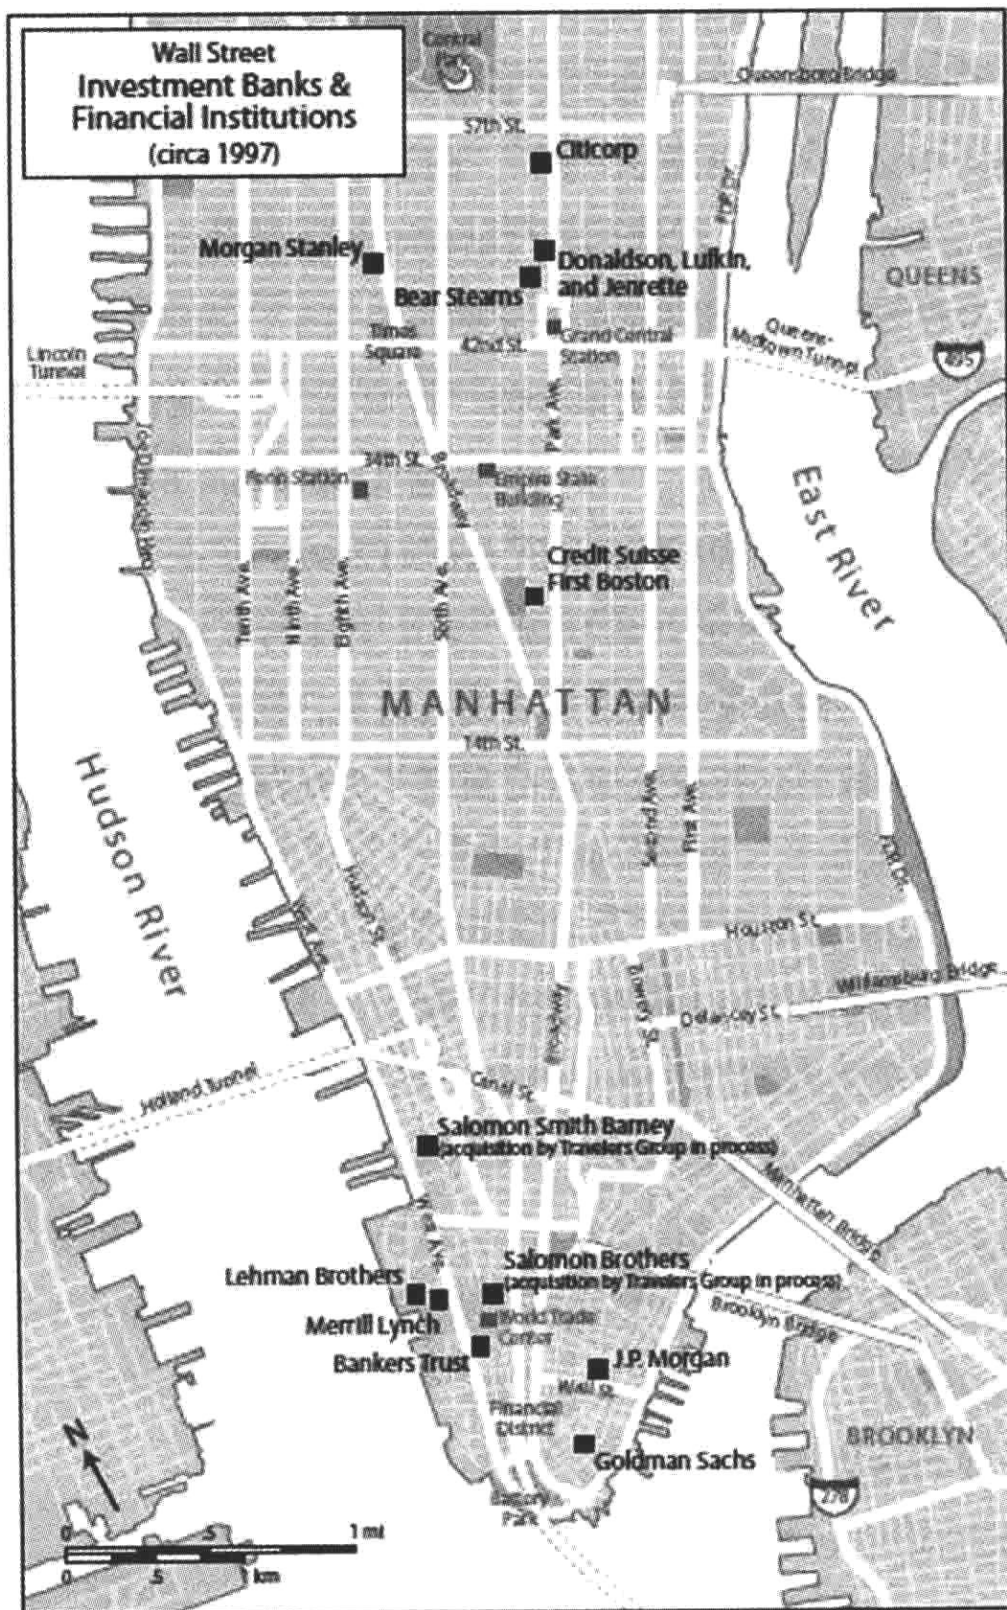 Wall Street
Investment Banks &
Financial Institutions
(circa 1997)
Central
Queensboro Bridge
57th St.
Citicorp
FDR Dr.
Morgan Stanley
Donaldson, Lufkin,
and Jenrette
Bear Stearns
QUEENS
Times
Square
42nd St.
Grand Central
Station
Queens-
Midtown Tunnel
495
Lincoln
Tunnel
Park Ave.
34th St.
Broadway
Penn Station
Empire State
Building
East River
Credit Suisse
First Boston
Tenth Ave.
Ninth Ave.
Eighth Ave.
Sixth Ave.
MANHATTAN
14th St.
Hudson River
Second Ave.
First Ave.
FDR Dr.
Hudson St.
Houston St.
Williamsburg Bridge
Delancey St.
Broadway
Holland Tunnel
Canal St.
Salomon Smith Barney
(acquisition by Travelers Group in process)
Manhattan Bridge
Salomon Brothers
(acquisition by Travelers Group in process)
Lehman Brothers
Merrill Lynch
World Trade
Center
Brooklyn Bridge
Bankers Trust
J.P. Morgan
Wall St.
Financial
District
Goldman Sachs
BROOKLYN
278
Battery
Park
N
0 .5 1 mi
0 .5 1 km